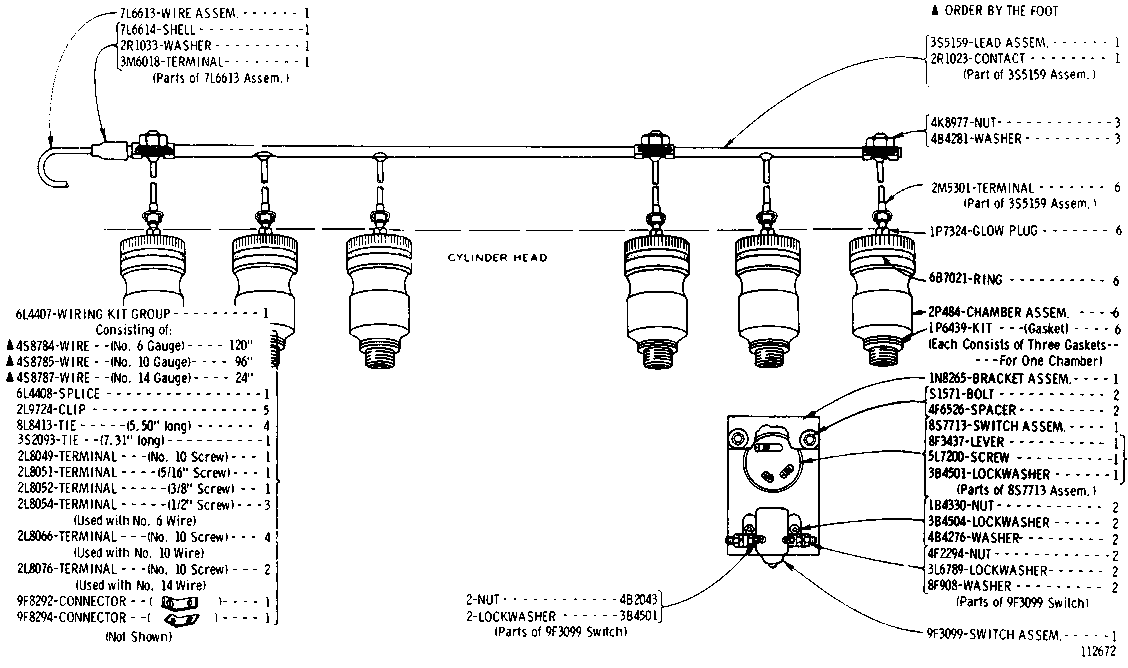 7L6613-WIRE ASSEM. - - - - - - 1
7L6614-SHELL - - - - - - - - - 1
2R1033-WASHER - - - - - - - 1
3M6018-TERMINAL - - - - - - 1
(Parts of 7L6613 Assem.)
▲ ORDER BY THE FOOT
3S5159-LEAD ASSEM. - - - - - - 1
2R1023-CONTACT - - - - - - - 1
(Part of 3S5159 Assem.)
4K8977-NUT - - - - - - - - - 3
4B4281-WASHER - - - - - - - 3
2M5301-TERMINAL - - - - - - 6
(Part of 3S5159 Assem.)
1P7324-GLOW PLUG - - - - - - 6
CYLINDER HEAD
6B7021-RING - - - - - - - - 6
2P484-CHAMBER ASSEM. - - - - 6
1P6439-KIT - - -(Gasket) - - - - 6
(Each Consists of Three Gaskets- -
- - - -For One Chamber)
6L4407-WIRING KIT GROUP - - - - - - 1
Consisting of:
▲ 4S8784-WIRE - -(No. 6 Gauge) - - - - 120"
▲ 4S8785-WIRE - -(No. 10 Gauge) - - - - 96"
▲ 4S8787-WIRE - -(No. 14 Gauge) - - - - 24"
6L4408-SPLICE - - - - - - - - - - 1
2L9724-CLIP - - - - - - - - - - - 5
8L8413-TIE - - - - -(5.50" long) - - - - 4
3S2093-TIE - -(7.31" long) - - - - - - 1
2L8049-TERMINAL - - -(No. 10 Screw) - - - 1
2L8051-TERMINAL - - - - -(5/16" Screw) - - - 1
2L8052-TERMINAL - - - - -(3/8" Screw) - - - 1
2L8054-TERMINAL - - - - -(1/2" Screw) - - - 3
(Used with No. 6 Wire)
2L8066-TERMINAL - - - -(No. 10 Screw) - - - 4
(Used with No. 10 Wire)
2L8076-TERMINAL - - - -(No. 10 Screw) - - - 2
(Used with No. 14 Wire)
9F8292-CONNECTOR - - ( ) - - - 1
9F8294-CONNECTOR - - ( ) - - - 1
(Not Shown)
1N8265-BRACKET ASSEM. - - - - 1
S1571-BOLT - - - - - - - - - 2
4F6526-SPACER - - - - - - - - 2
8S7713-SWITCH ASSEM. - - - - - 1
8F3437-LEVER - - - - - - - - 1
5L7200-SCREW - - - - - - - - 1
3B4503-LOCKWASHER - - - - - - 1
(Parts of 8S7713 Assem.)
1B4330-NUT - - - - - - - - - 2
3B4504-LOCKWASHER - - - - - - 2
4B4276-WASHER - - - - - - - - 2
4F2294-NUT - - - - - - - - - 2
3L6789-LOCKWASHER - - - - - - 2
8F908-WASHER - - - - - - - - 2
(Parts of 9F3099 Switch)
2-NUT - - - - - - - - - 4B2043
2-LOCKWASHER - - - - - - 3B4501
(Parts of 9F3099 Switch)
9F3099-SWITCH ASSEM. - - - - - 1
112672